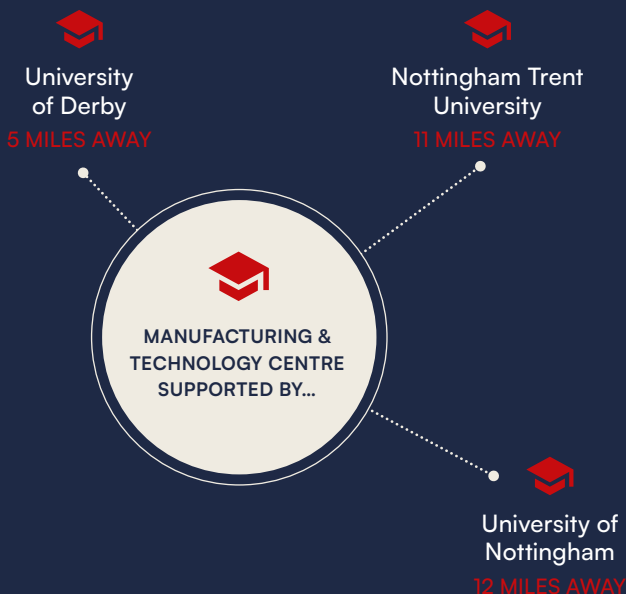 University
of Derby
5 MILES AWAY
Nottingham Trent
University
11 MILES AWAY
MANUFACTURING &
TECHNOLOGY CENTRE
SUPPORTED BY...
University of
Nottingham
12 MILES AWAY